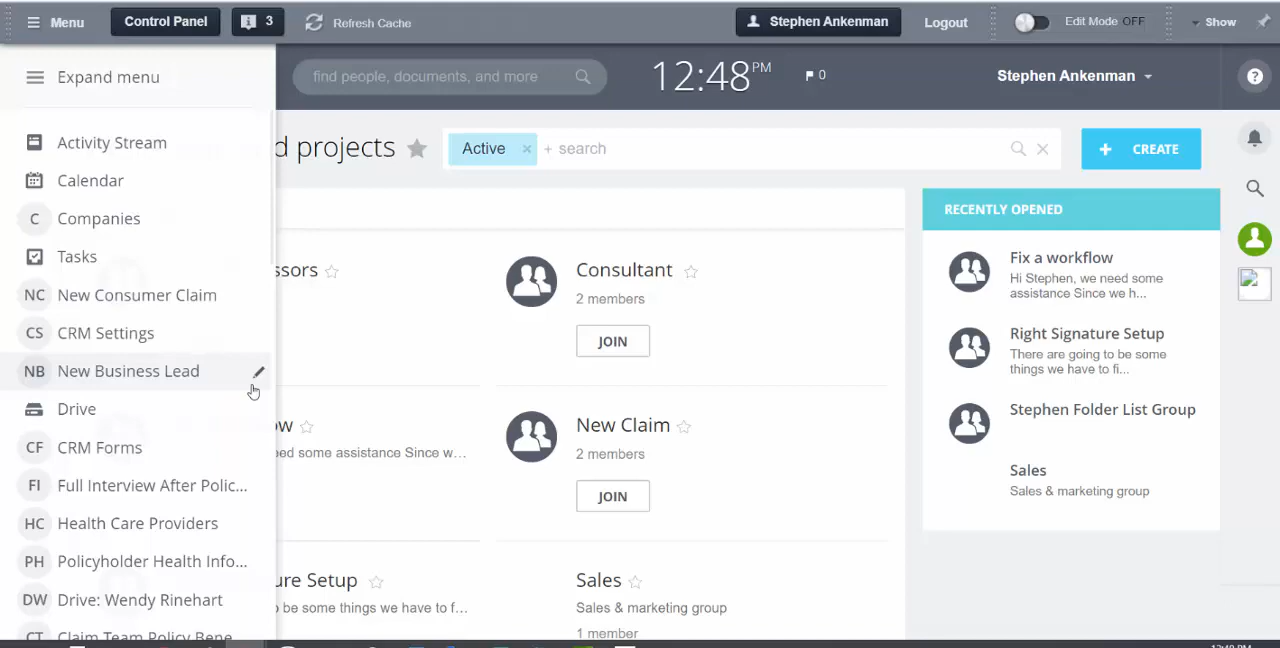 Menu
Control Panel
3
Refresh Cache
Stephen Ankenman
Logout
Edit Mode OFF
Show
Expand menu
find people, documents, and more
12:48 PM
0
Stephen Ankenman
?
d projects
Active ×
+ search
+ CREATE
Activity Stream
Calendar
C Companies
Tasks
NC New Consumer Claim
CS CRM Settings
NB New Business Lead
Drive
CF CRM Forms
FI Full Interview After Polic...
HC Health Care Providers
PH Policyholder Health Info...
DW Drive: Wendy Rinehart
CT Claim Team Policy Bene
ssors
Consultant
2 members
JOIN
ow
eed some assistance Since w...
New Claim
2 members
JOIN
ure Setup
o be some things we have to f...
Sales
Sales & marketing group
1 member
RECENTLY OPENED
Fix a workflow
Hi Stephen, we need some
assistance Since we h...
Right Signature Setup
There are going to be some
things we have to fi...
Stephen Folder List Group
Sales
Sales & marketing group